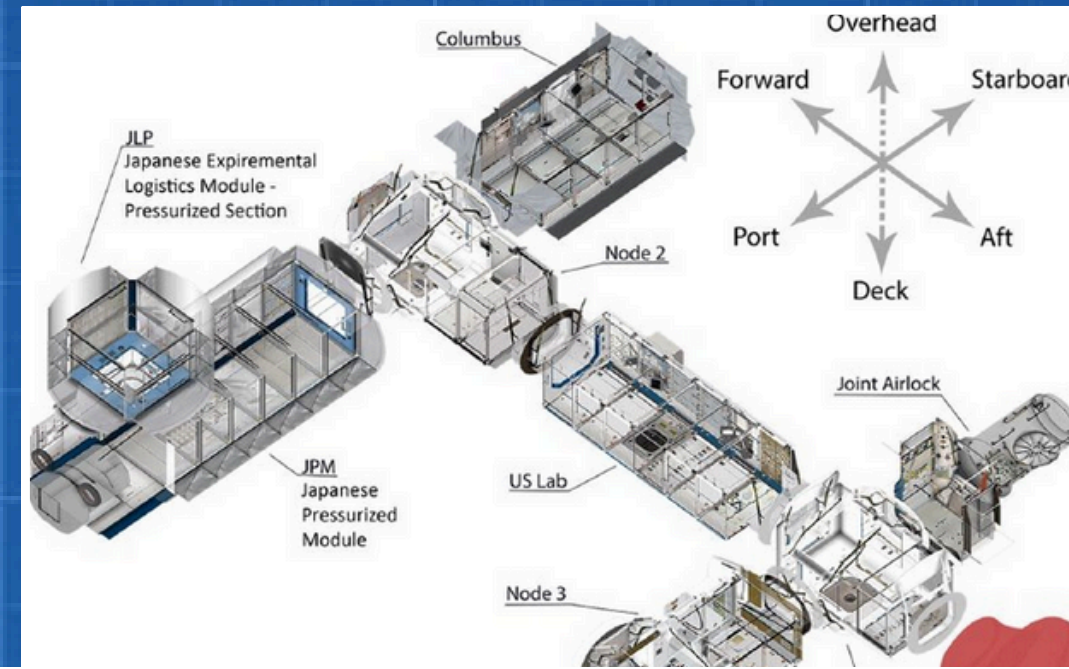 Overhead
Forward
Starboard
Port
Aft
Deck
Columbus
JLP
Japanese Expiremental
Logistics Module -
Pressurized Section
Node 2
Joint Airlock
US Lab
JPM
Japanese
Pressurized
Module
Node 3